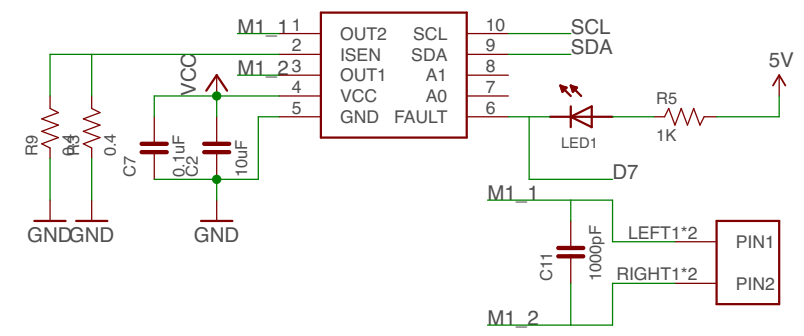 M1_1 1 OUT2 SCL 10 SCL
2 ISEN SDA 9 SDA
M1_2 3 OUT1 A1 8
VCC 4 VCC A0 7
5 GND FAULT 6
5V
R5
1K
LED1
D7
R9 0.4
R3 0.4
C7 0.1uF
C2 10uF
GND GND GND
M1_1
LEFT1*2 PIN1
C11 1000pF
RIGHT1*2 PIN2
M1_2